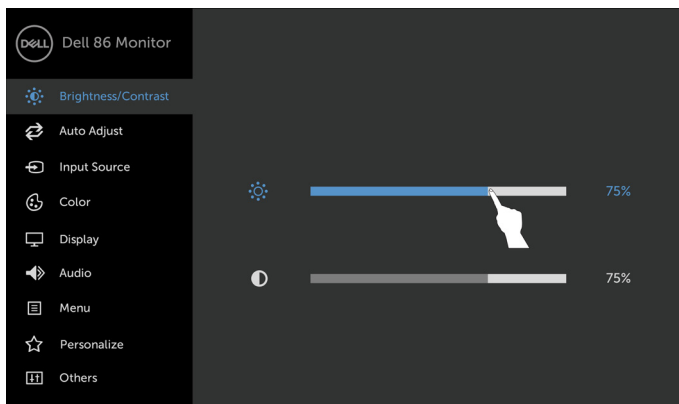 DELL Dell 86 Monitor
Brightness/Contrast
Auto Adjust
Input Source
Color
75%
Display
Audio
75%
Menu
Personalize
Others